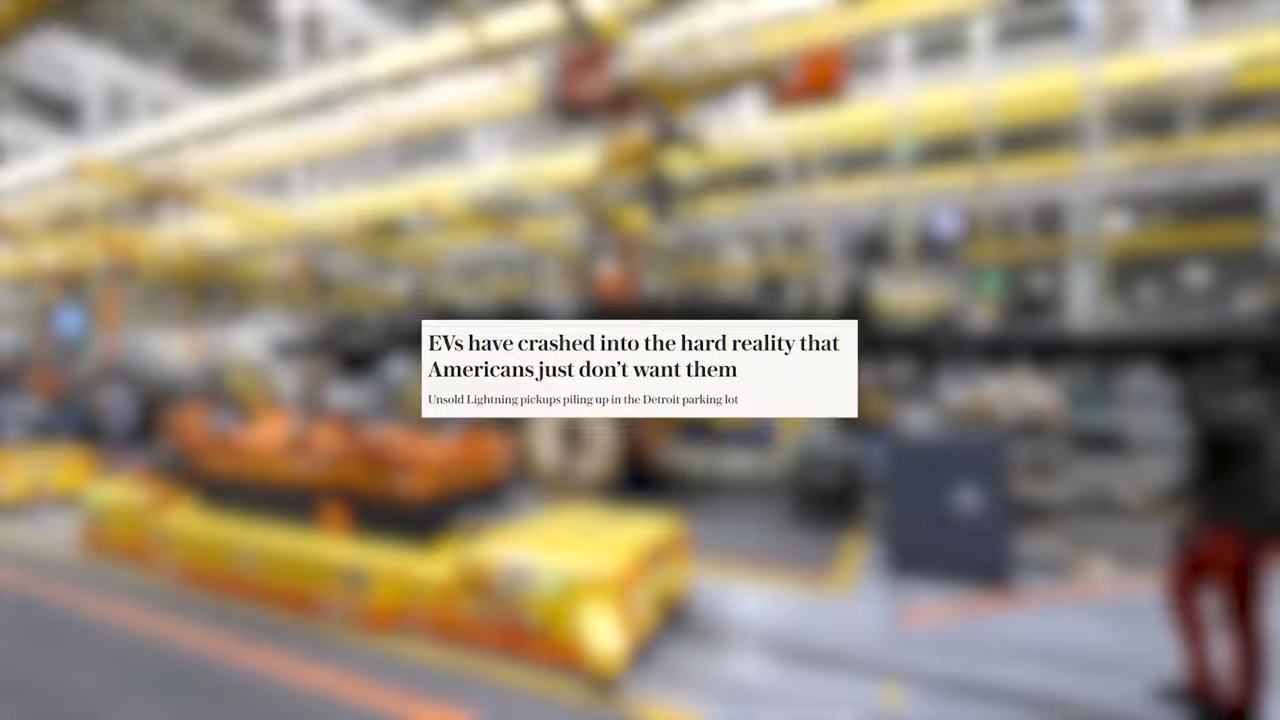 EVs have crashed into the hard reality that
Americans just don’t want them
Unsold Lightning pickups piling up in the Detroit parking lot